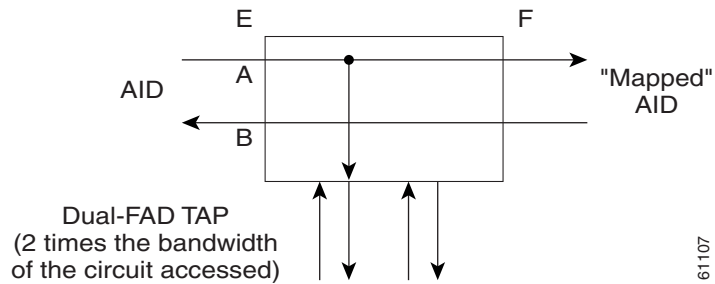 E
F
A
AID
"Mapped"
AID
B
Dual-FAD TAP
(2 times the bandwidth
of the circuit accessed)
61107